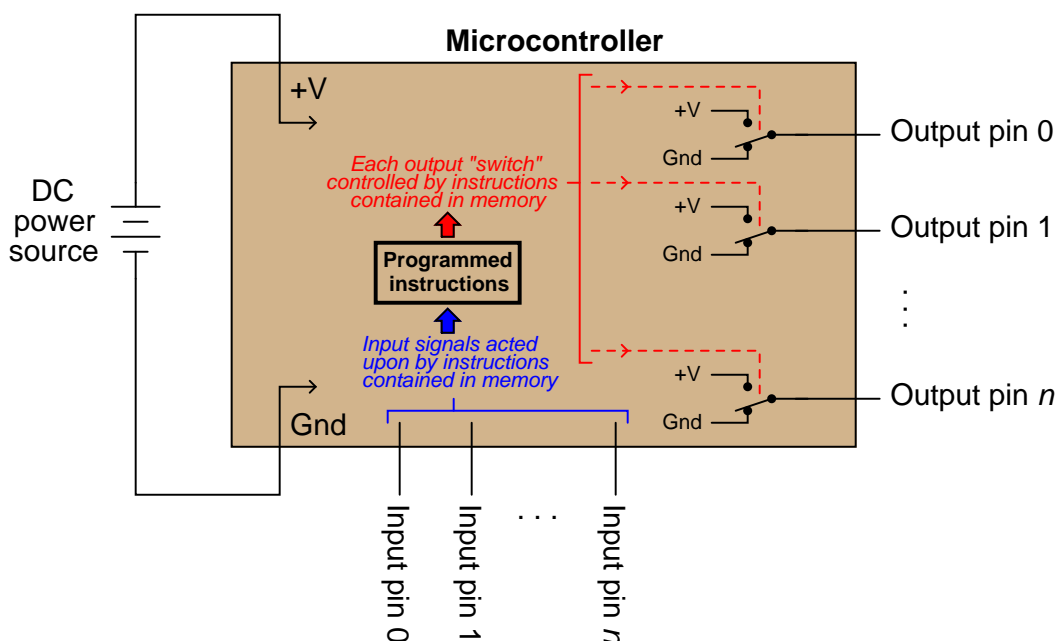 Microcontroller
+V
DC
power
source
Gnd
Each output "switch"
controlled by instructions
contained in memory
Programmed
instructions
Input signals acted
upon by instructions
contained in memory
+V
Gnd
Output pin 0
+V
Gnd
Output pin 1
. . .
+V
Gnd
Output pin n
Input pin 0
Input pin 1
. . .
Input pin n